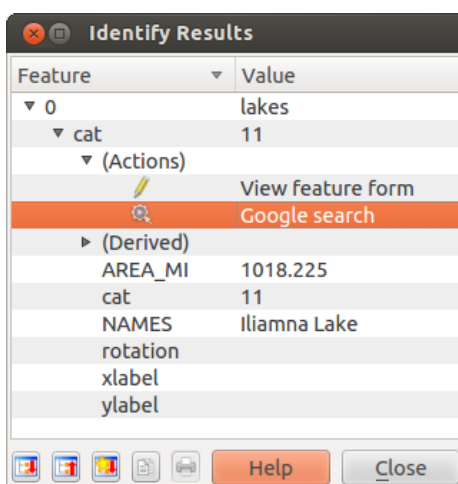 Identify Results
Feature Value
0 lakes
cat 11
(Actions)
View feature form
Google search
(Derived)
AREA_MI 1018.225
cat 11
NAMES Iliamna Lake
rotation
xlabel
ylabel
Help Close